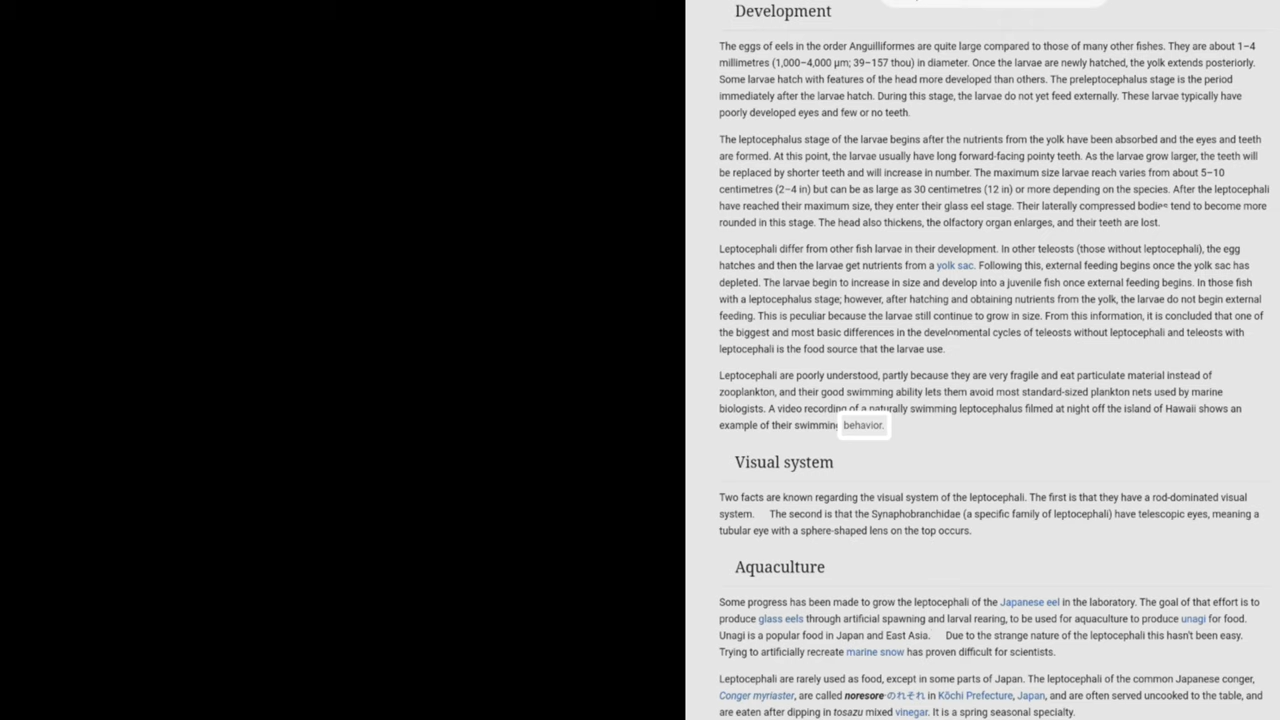 Development
The eggs of eels in the order Anguilliformes are quite large compared to those of many other fishes. They are about 1–4
millimetres (1,000–4,000 μm; 39–157 thou) in diameter. Once the larvae are newly hatched, the yolk extends posteriorly.
Some larvae hatch with features of the head more developed than others. The preleptocephalus stage is the period
immediately after the larvae hatch. During this stage, the larvae do not yet feed externally. These larvae typically have
poorly developed eyes and few or no teeth.
The leptocephalus stage of the larvae begins after the nutrients from the yolk have been absorbed and the eyes and teeth
are formed. At this point, the larvae usually have long forward-facing pointy teeth. As the larvae grow larger, the teeth will
be replaced by shorter teeth and will increase in number. The maximum size larvae reach varies from about 5–10
centimetres (2–4 in) but can be as large as 30 centimetres (12 in) or more depending on the species. After the leptocephali
have reached their maximum size, they enter their glass eel stage. Their laterally compressed bodies tend to become more
rounded in this stage. The head also thickens, the olfactory organ enlarges, and their teeth are lost.
Leptocephali differ from other fish larvae in their development. In other teleosts (those without leptocephali), the egg
hatches and then the larvae get nutrients from a yolk sac. Following this, external feeding begins once the yolk sac has
depleted. The larvae begin to increase in size and develop into a juvenile fish once external feeding begins. In those fish
with a leptocephalus stage; however, after hatching and obtaining nutrients from the yolk, the larvae do not begin external
feeding. This is peculiar because the larvae still continue to grow in size. From this information, it is concluded that one of
the biggest and most basic differences in the developmental cycles of teleosts without leptocephali and teleosts with
leptocephali is the food source that the larvae use.
Leptocephali are poorly understood, partly because they are very fragile and eat particulate material instead of
zooplankton, and their good swimming ability lets them avoid most standard-sized plankton nets used by marine
biologists. A video recording of a naturally swimming leptocephalus filmed at night off the island of Hawaii shows an
example of their swimming behavior.
Visual system
Two facts are known regarding the visual system of the leptocephali. The first is that they have a rod-dominated visual
system. The second is that the Synaphobranchidae (a specific family of leptocephali) have telescopic eyes, meaning a
tubular eye with a sphere-shaped lens on the top occurs.
Aquaculture
Some progress has been made to grow the leptocephali of the Japanese eel in the laboratory. The goal of that effort is to
produce glass eels through artificial spawning and larval rearing, to be used for aquaculture to produce unagi for food.
Unagi is a popular food in Japan and East Asia. Due to the strange nature of the leptocephali this hasn't been easy.
Trying to artificially recreate marine snow has proven difficult for scientists.
Leptocephali are rarely used as food, except in some parts of Japan. The leptocephali of the common Japanese conger,
Conger myriaster, are called noresore のれそれ in Kōchi Prefecture, Japan, and are often served uncooked to the table, and
are eaten after dipping in tosazu mixed vinegar. It is a spring seasonal specialty.